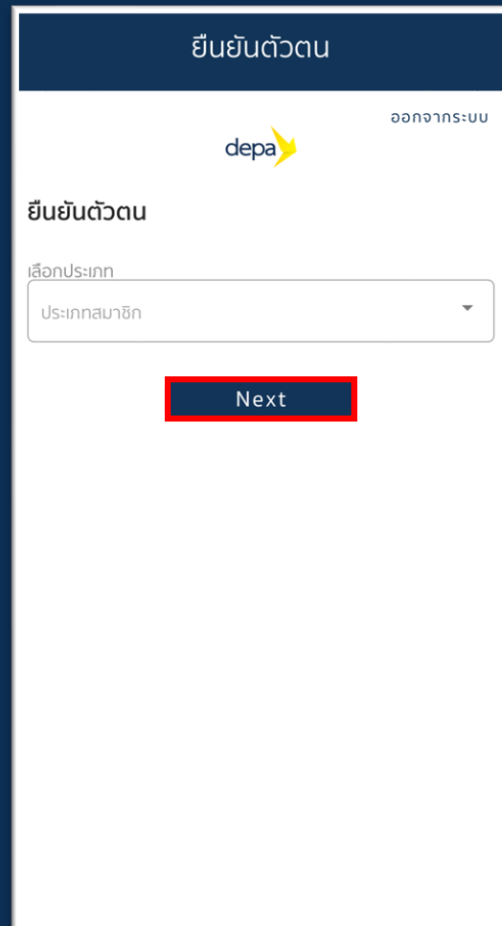 ยืนยันตัวตน
ออกจากระบบ
depa
ยืนยันตัวตน
เลือกประเภท
ประเภทสมาชิก
Next